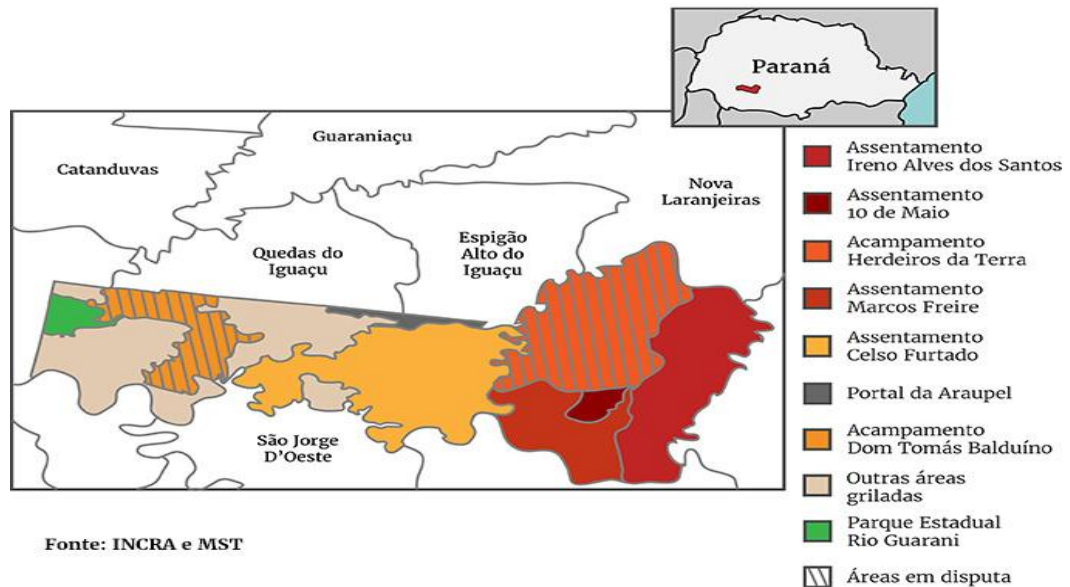 Paraná
Guaraniaçu
Catanduvas
Nova
Laranjeiras
Quedas do
Iguaçu
Espigão
Alto do
Iguaçu
São Jorge
D'Oeste
Assentamento
Ireno Alves dos Santos
Assentamento
10 de Maio
Acampamento
Herdeiros da Terra
Assentamento
Marcos Freire
Assentamento
Celso Furtado
Portal da Araupel
Acampamento
Dom Tomás Balduíno
Outras áreas
griladas
Parque Estadual
Rio Guarani
Áreas em disputa
Fonte: INCRA e MST